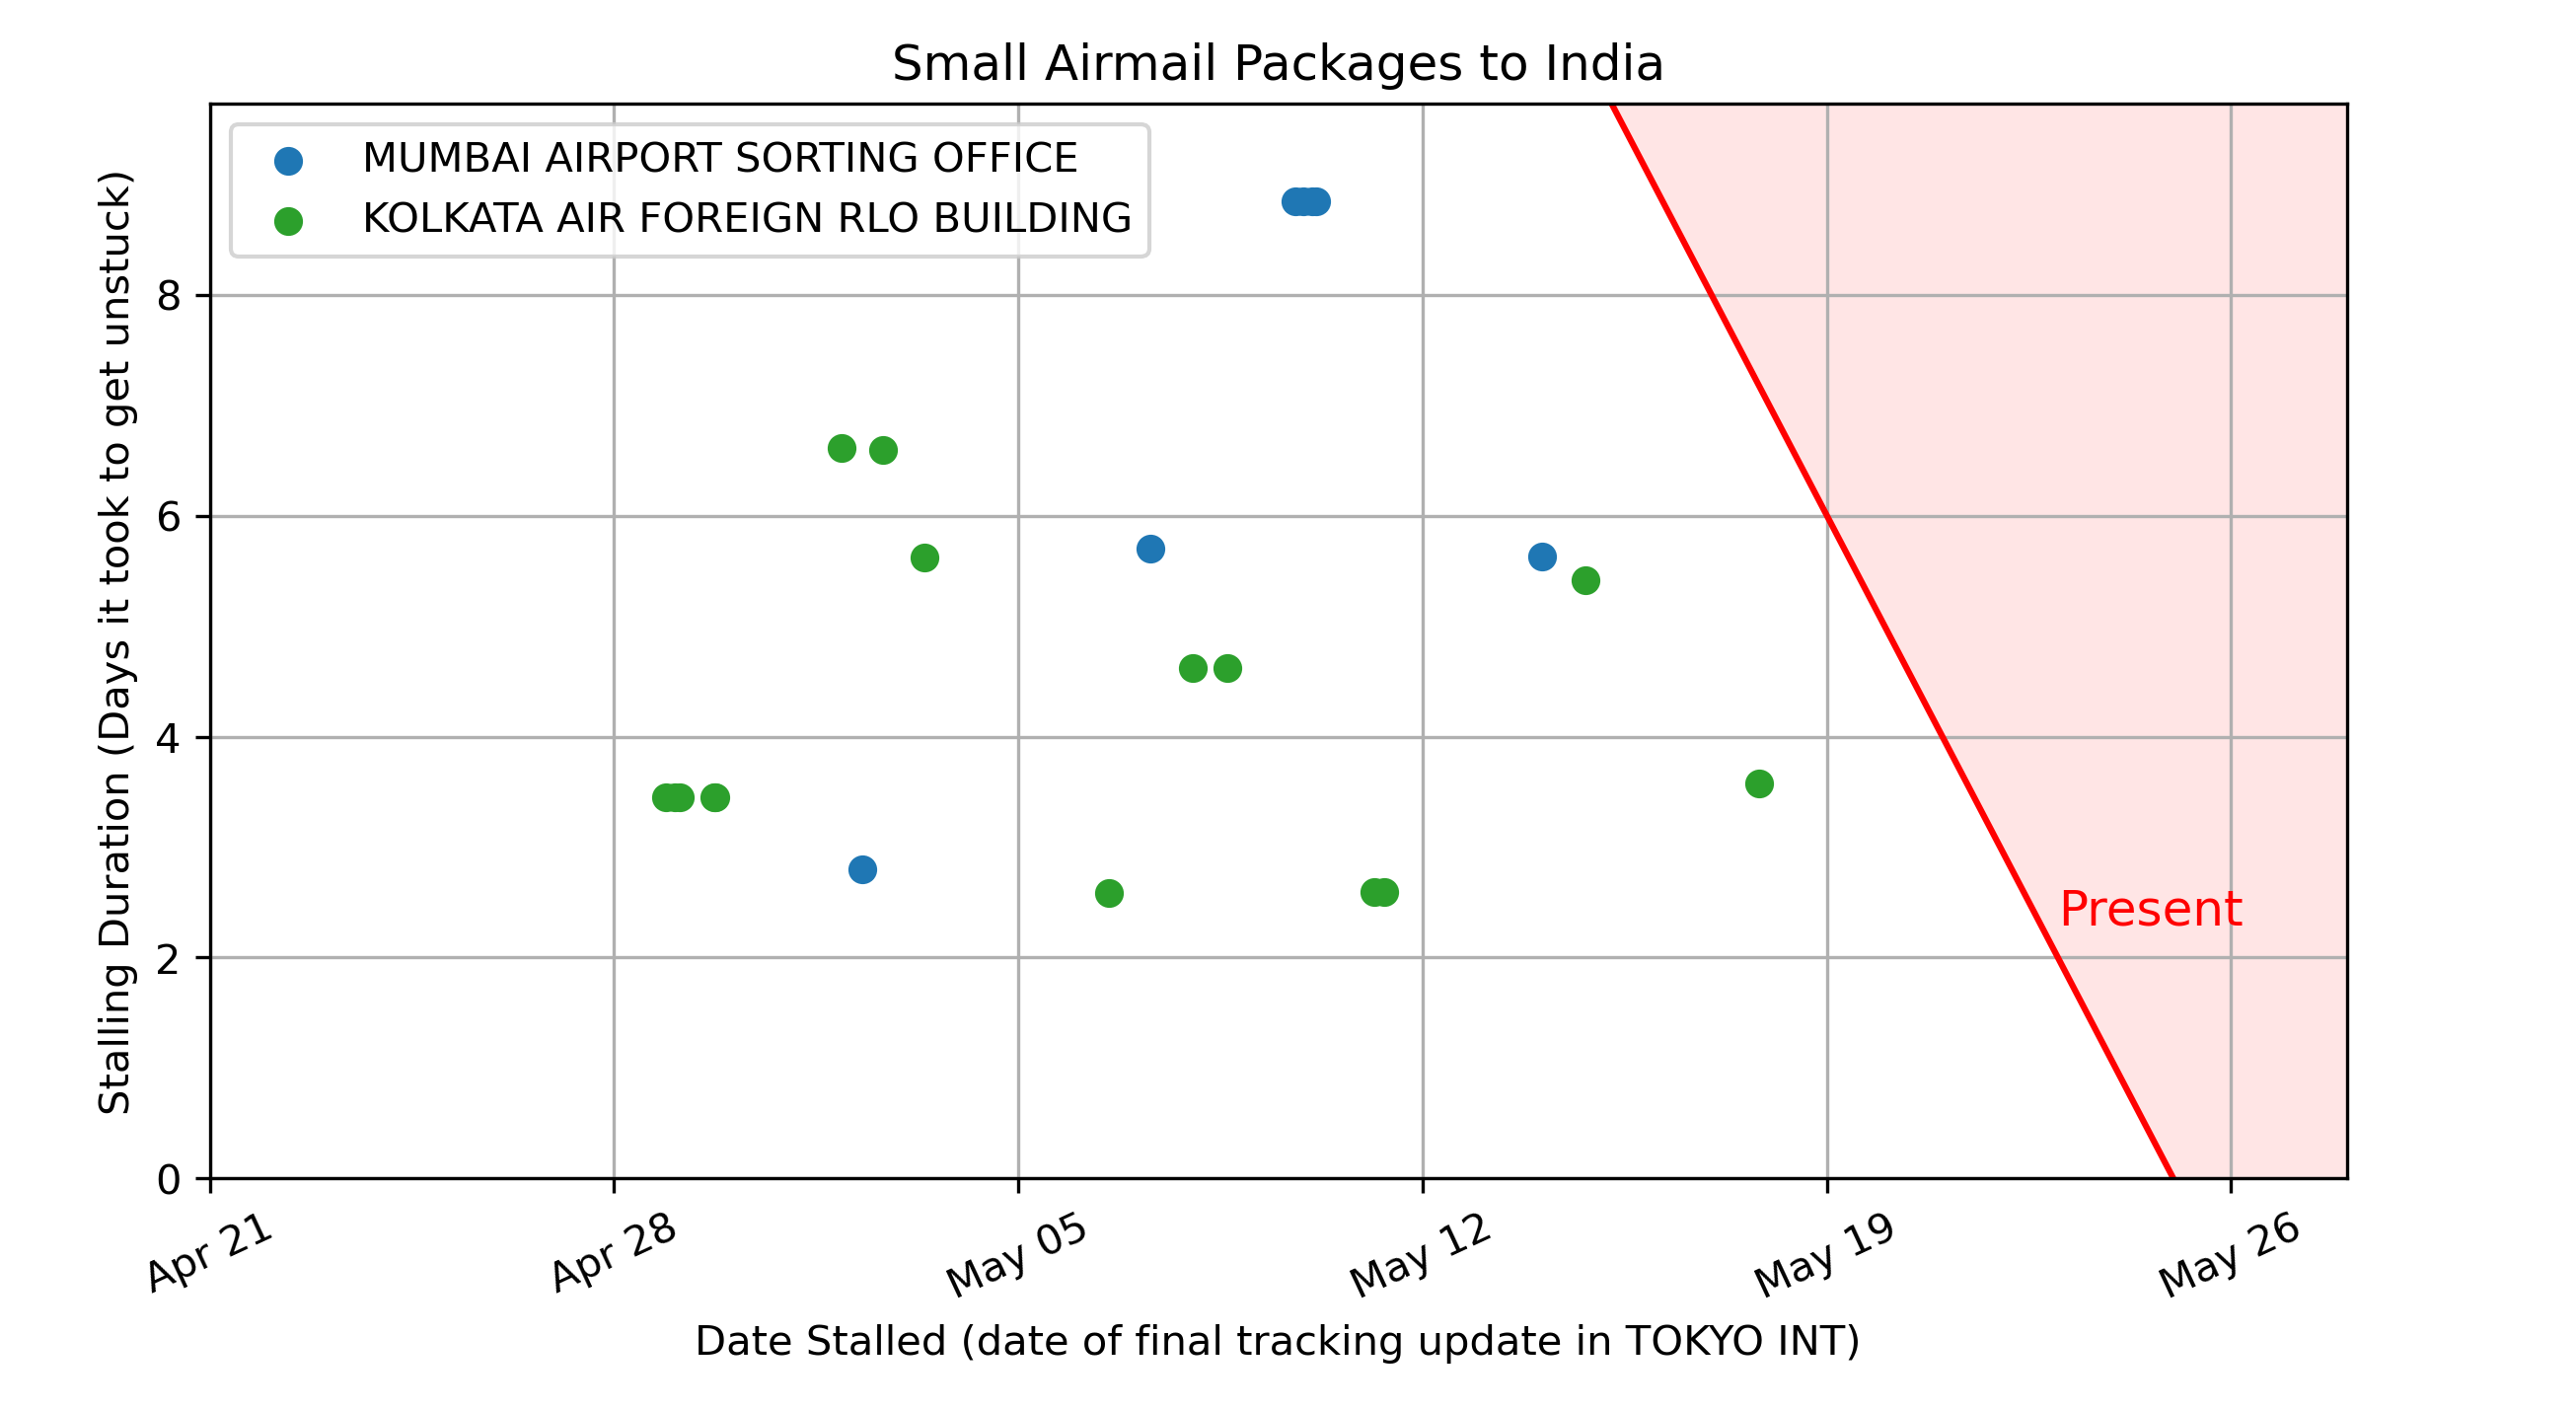 Small Airmail Packages to India
MUMBAI AIRPORT SORTING OFFICE
KOLKATA AIR FOREIGN RLO BUILDING
Stalling Duration (Days it took to get unstuck)
8
6
4
2
0
Present
Apr 21
Apr 28
May 05
May 12
May 19
May 26
Date Stalled (date of final tracking update in TOKYO INT)